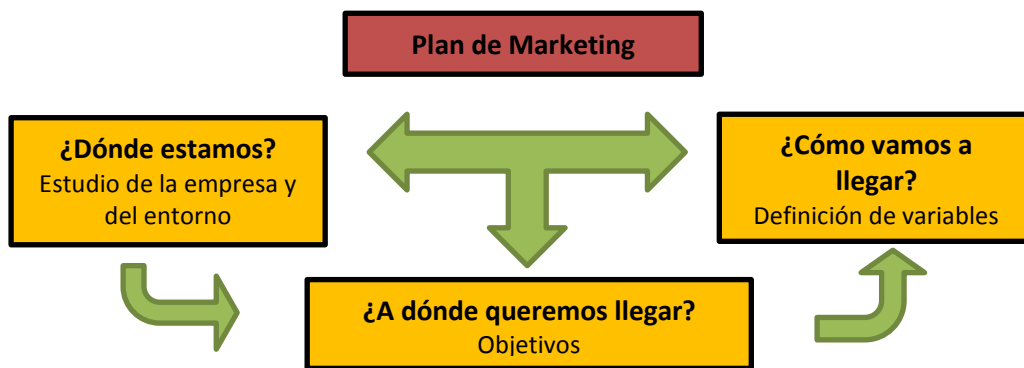 Plan de Marketing
¿Dónde estamos?
Estudio de la empresa y
del entorno
¿Cómo vamos a
llegar?
Definición de variables
¿A dónde queremos llegar?
Objetivos